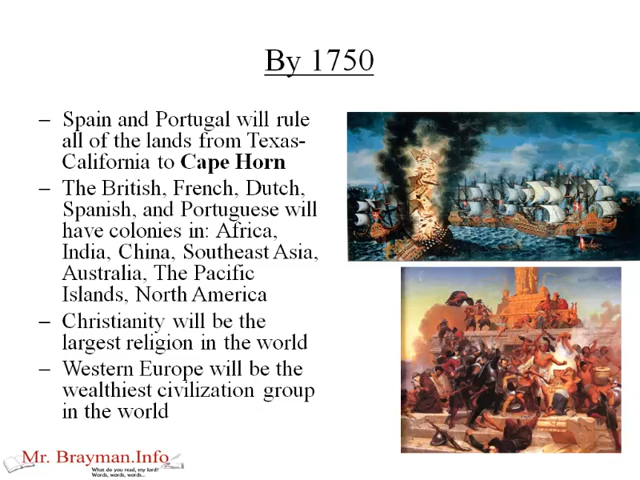 By 1750
– Spain and Portugal will rule
all of the lands from Texas-
California to Cape Horn
– The British, French, Dutch,
Spanish, and Portuguese will
have colonies in: Africa,
India, China, Southeast Asia,
Australia, The Pacific
Islands, North America
– Christianity will be the
largest religion in the world
– Western Europe will be the
wealthiest civilization group
in the world
Mr. Brayman.Info
What do you read, my lord?
Words, words, words...